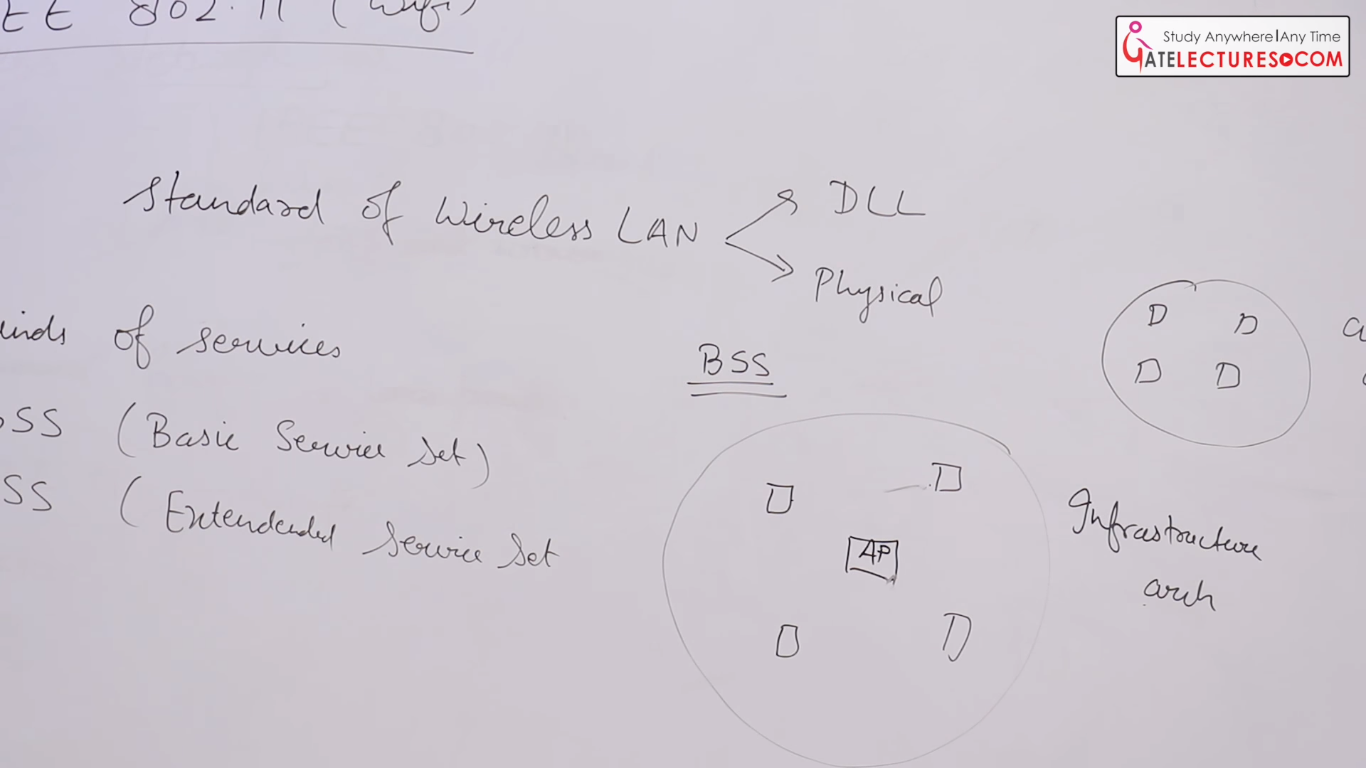 EE 802.11 (Wifi)
Study Anywhere|Any Time
GATELECTURES.COM
Standard of Wireless LAN
DLL
Physical
inds of services
BSS
D D
D D
SS (Basic Service Set)
SS (Extendended Service Set
D D
AP
D D
Infrastructure
arch